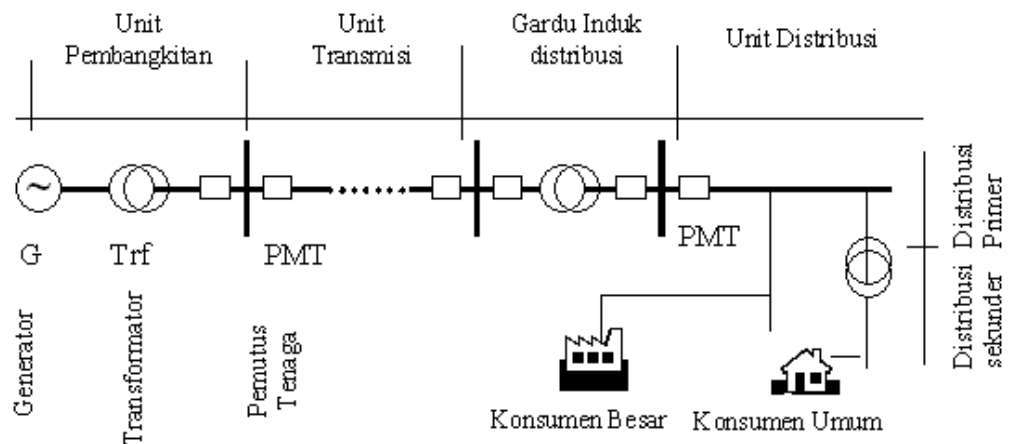 Unit
Pembangkitan
Unit
Transmisi
Gardu Induk
distribusi
Unit Distribusi
~
G
Trf
PMT
PMT
Generator
Transformator
Pemutus
Tenaga
Distribusi
Primer
Distribusi
sekunder
Konsumen Besar
Konsumen Umum